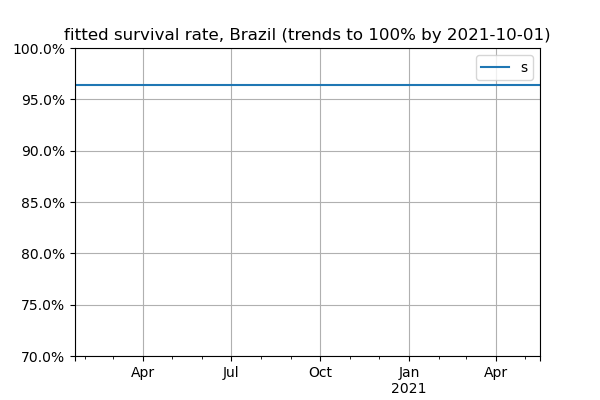 fitted survival rate, Brazil (trends to 100% by 2021-10-01)
100.0%
s
95.0%
90.0%
85.0%
80.0%
75.0%
70.0%
Apr Jul Oct Jan Apr
2021